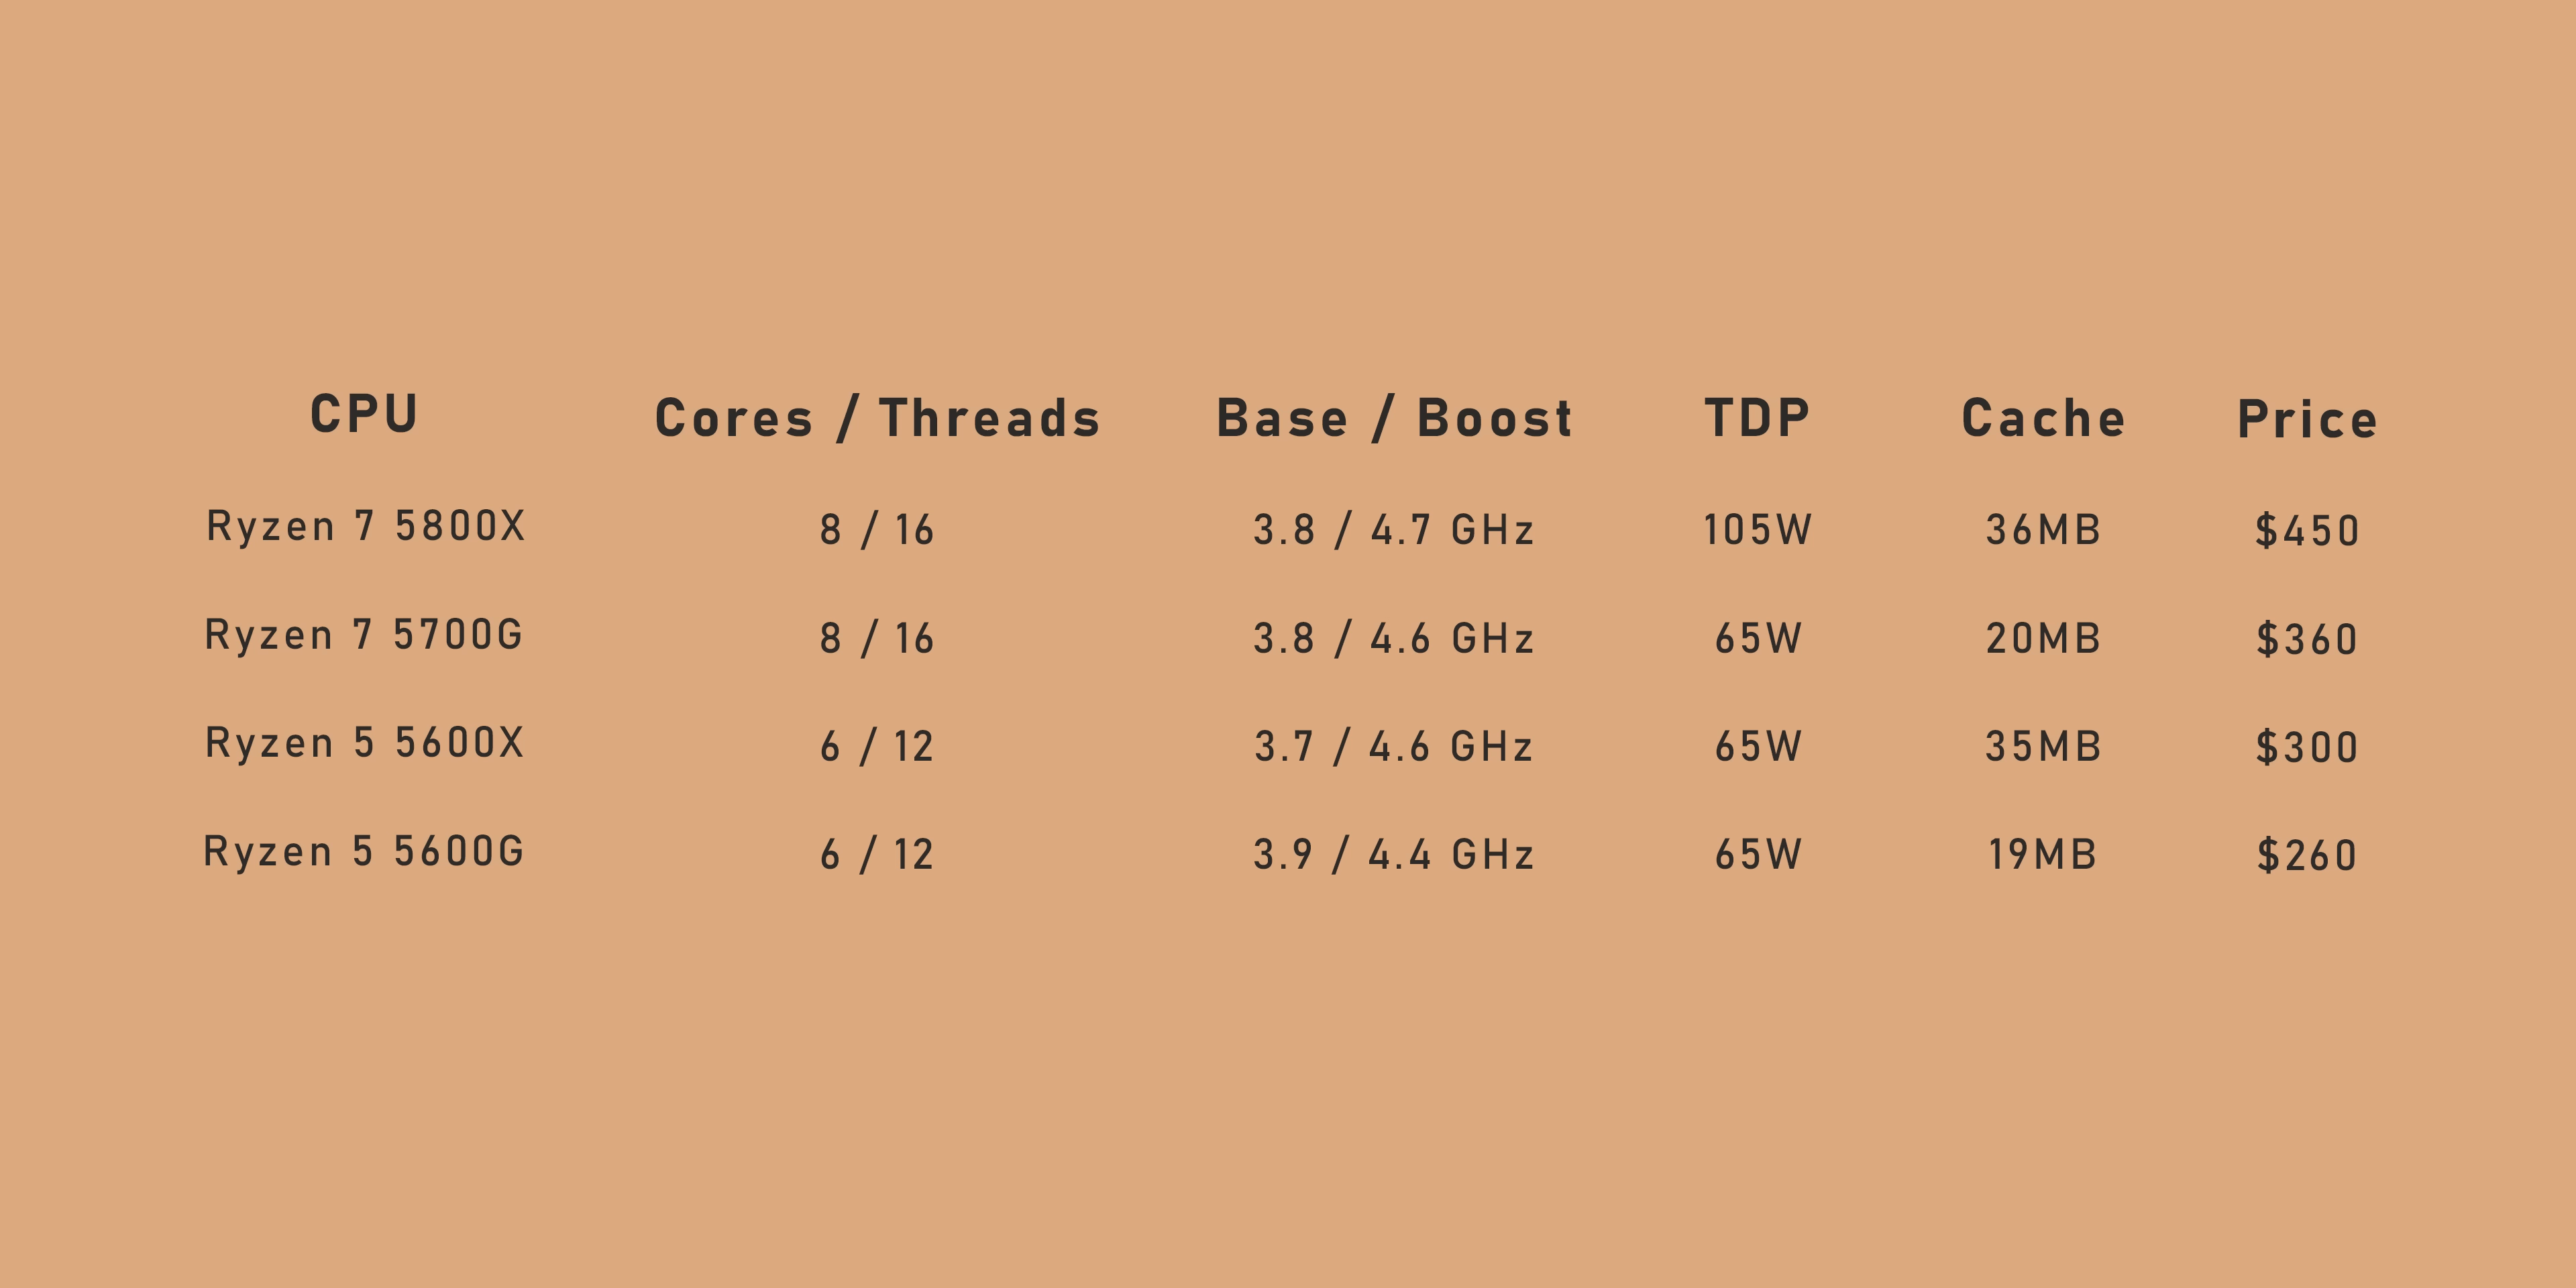 CPU Cores / Threads Base / Boost TDP Cache Price
Ryzen 7 5800X 8 / 16 3.8 / 4.7 GHz 105W 36MB $450
Ryzen 7 5700G 8 / 16 3.8 / 4.6 GHz 65W 20MB $360
Ryzen 5 5600X 6 / 12 3.7 / 4.6 GHz 65W 35MB $300
Ryzen 5 5600G 6 / 12 3.9 / 4.4 GHz 65W 19MB $260